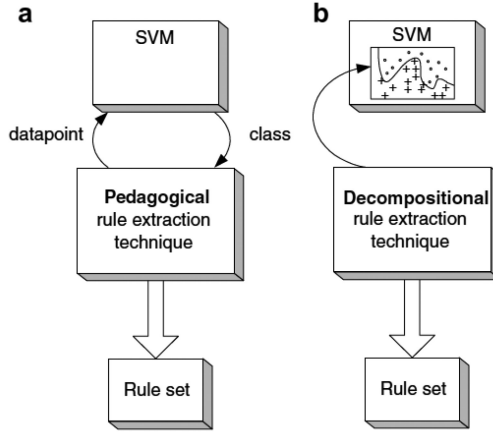 a
SVM
datapoint
class
Pedagogical
rule extraction
technique
Rule set
b
SVM
Decompositional
rule extraction
technique
Rule set